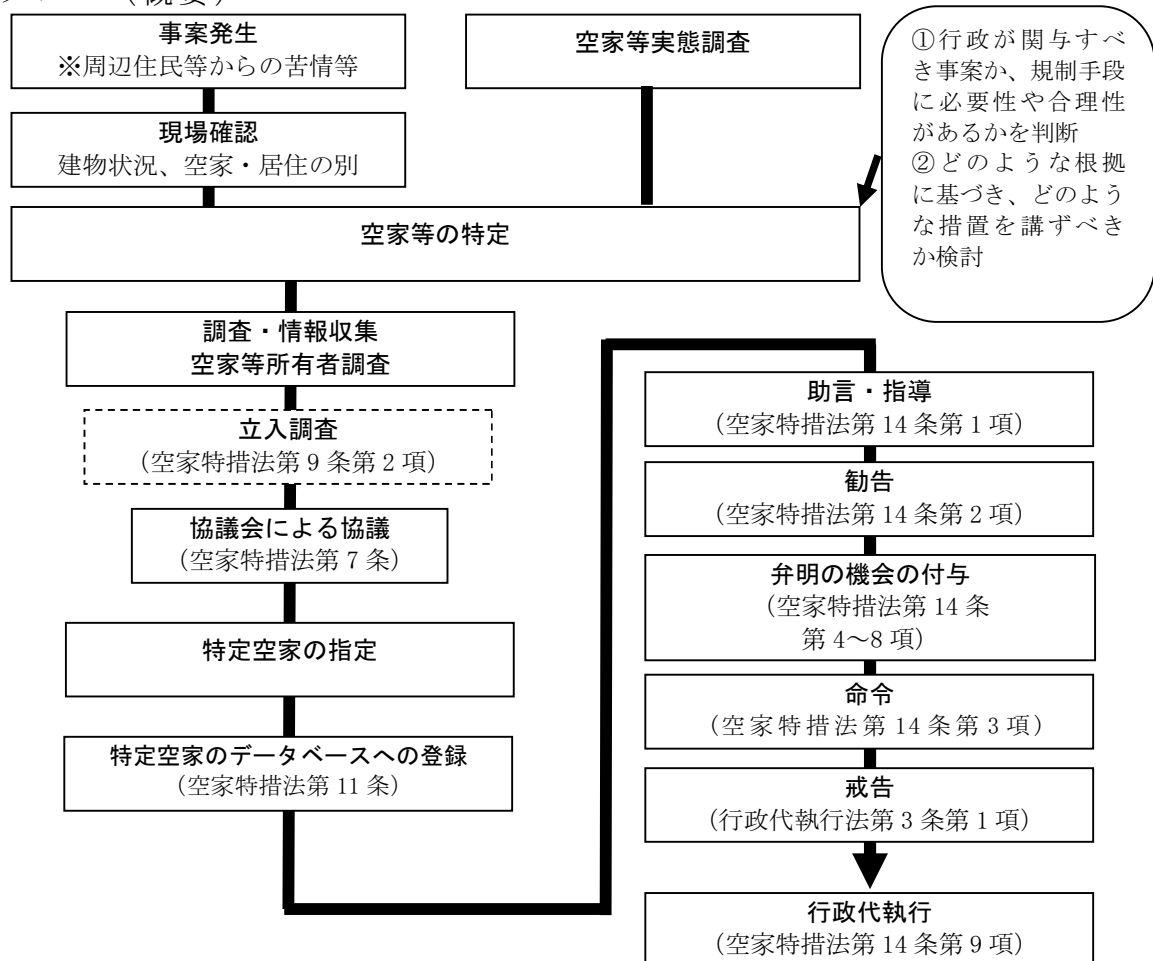 （概要）
事案発生
※周辺住民等からの苦情等
空家等実態調査
①行政が関与すべ
き事案か、規制手段
に必要性や合理性
があるかを判断
②どのような根拠
に基づき、どのよう
な措置を講ずべき
か検討
現場確認
建物状況、空家・居住の別
空家等の特定
調査・情報収集
空家等所有者調査
立入調査
（空家特措法第 9 条第 2 項）
協議会による協議
（空家特措法第 7 条）
特定空家の指定
特定空家のデータベースへの登録
（空家特措法第 11 条）
助言・指導
（空家特措法第 14 条第 1 項）
勧告
（空家特措法第 14 条第 2 項）
弁明の機会の付与
（空家特措法第 14 条
第 4～8 項）
命令
（空家特措法第 14 条第 3 項）
戒告
（行政代執行法第 3 条第 1 項）
行政代執行
（空家特措法第 14 条第 9 項）